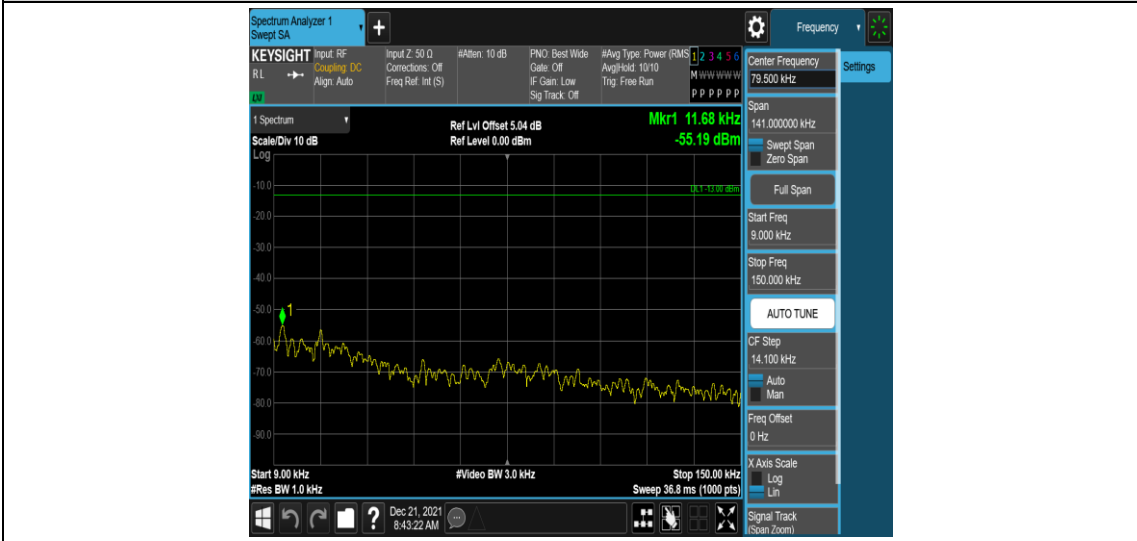 Spectrum Analyzer 1
Swept SA
+
Frequency
KEYSIGHT
RL
Input: RF
Coupling: DC
Align: Auto
Input Z: 50 Ω
Corrections: Off
Freq Ref: Int (S)
#Atten: 10 dB
PNO: Best Wide
Gate: Off
IF Gain: Low
Sig Track: Off
#Avg Type: Power (RMS
Avg|Hold: 10/10
Trig: Free Run
1 2 3 4 5 6
M W W W W W
P P P P P P
1 Spectrum
Scale/Div 10 dB
Log
Ref Lvl Offset 5.04 dB
Ref Level 0.00 dBm
Mkr1 11.68 kHz
-55.19 dBm
DL1 -13.00 dBm
-10.0
-20.0
-30.0
-40.0
-50.0
-60.0
-70.0
-80.0
-90.0
1
Start 9.00 kHz
#Res BW 1.0 kHz
#Video BW 3.0 kHz
Stop 150.00 kHz
Sweep 36.8 ms (1000 pts)
?
Dec 21, 2021
8:43:22 AM
Center Frequency
79.500 kHz
Span
141.000000 kHz
Swept Span
Zero Span
Full Span
Start Freq
9.000 kHz
Stop Freq
150.000 kHz
AUTO TUNE
CF Step
14.100 kHz
Auto
Man
Freq Offset
0 Hz
X Axis Scale
Log
Lin
Signal Track
(Span Zoom)
Settings